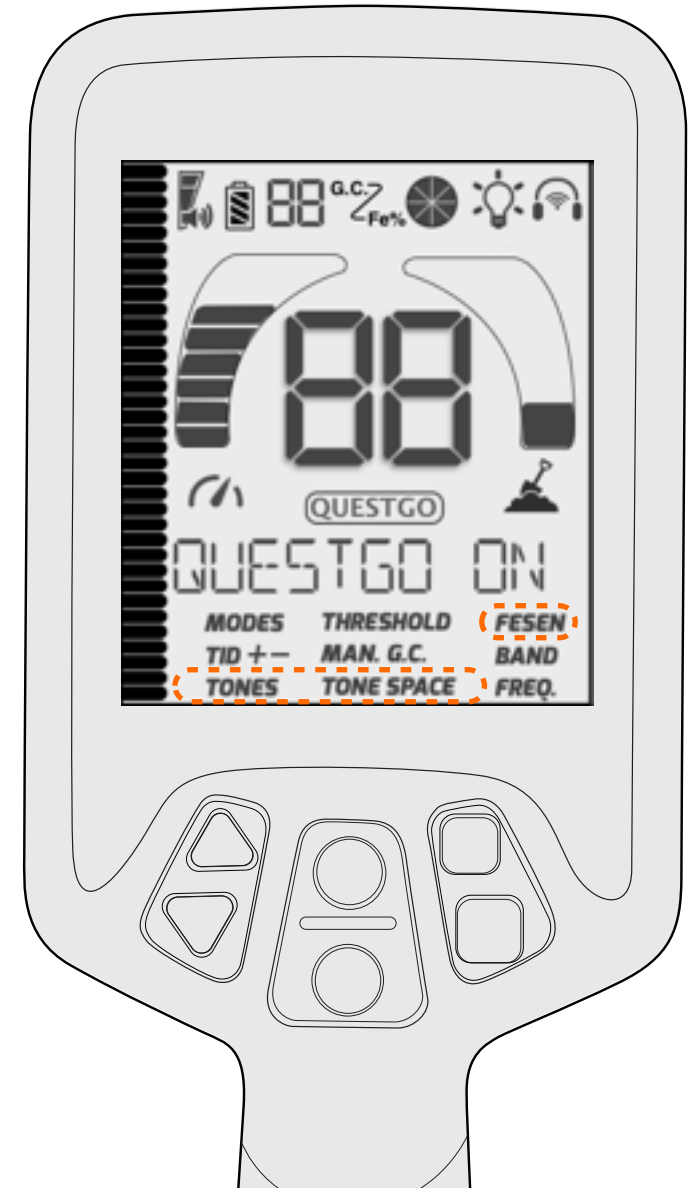 88 G.C. Fe%
88
QUESTGO
QUESTGO ON
MODES THRESHOLD FESEN
TID +− MAN. G.C. BAND
TONES TONE SPACE FREQ.